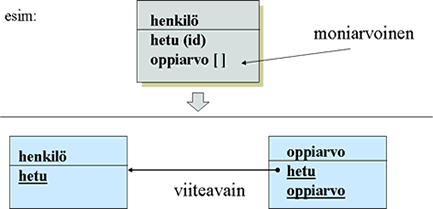 esim:
henkilö
hetu (id)
oppiarvo [ ]
moniarvoinen
henkilö
hetu
viiteavain
oppiarvo
hetu
oppiarvo